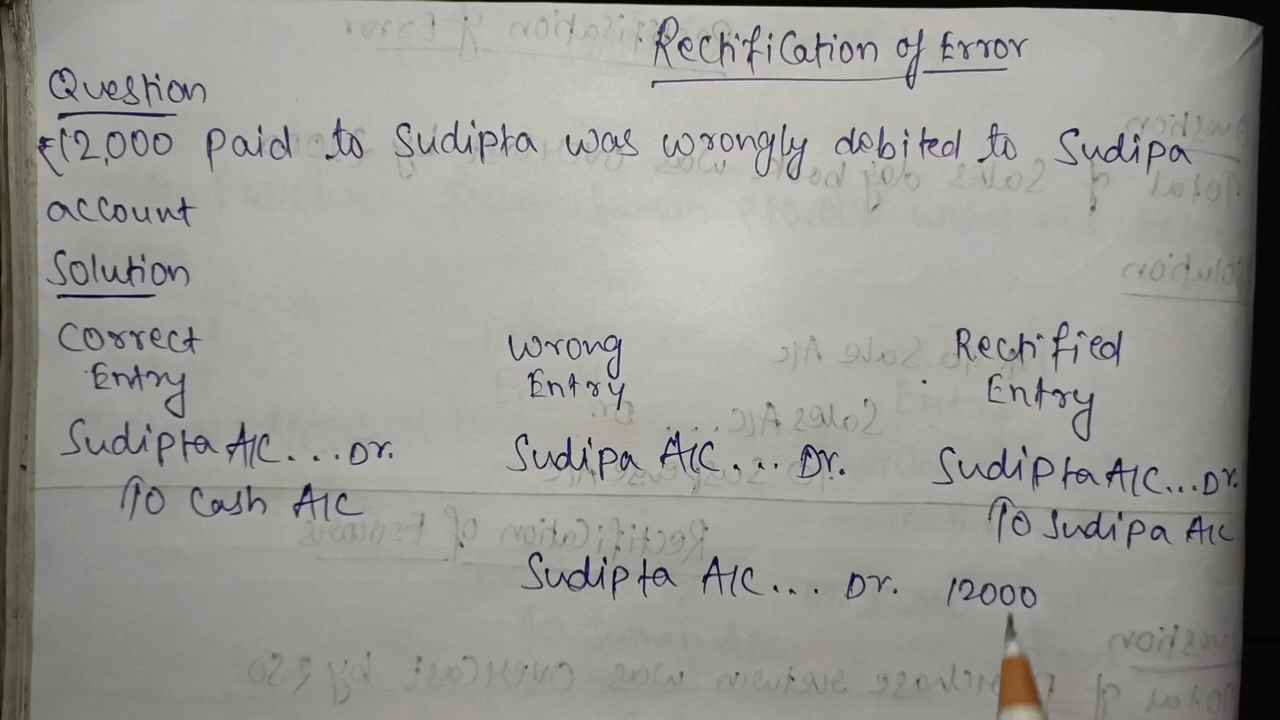 Rectification of Error
Question
₹12,000 paid to Sudipta was wrongly debited to Sudipa
account
Solution
Correct Entry
Wrong Entry
Rectified Entry
Sudipta A/C...Dr.
To Cash A/C
Sudipa A/C... Dr.
Sudipta A/C...Dr.
To Sudipa A/C
Sudipta A/C... Dr. 12000